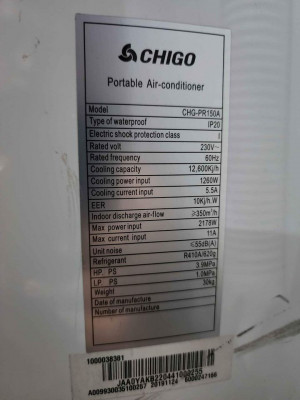 CHIGO
Portable Air-conditioner
Model CHG-PR150A
Type of waterproof IP20
Electric shock protection class I
Rated volt 230V~
Rated frequency 60Hz
Cooling capacity 12,600Kj/h
Cooling power input 1260W
Cooling current input 5.5A
EER 10Kj/h.W
Indoor discharge air-flow ≥350m³/h
Max power input 2178W
Max current input 11A
Unit noise ≤55dB(A)
Refrigerant R410A/620g
HP PS 3.9MPa
LP PS 1.0MPa
Weight 30kg
Date of manufacture
Number of manufacture
1000038381
20191124